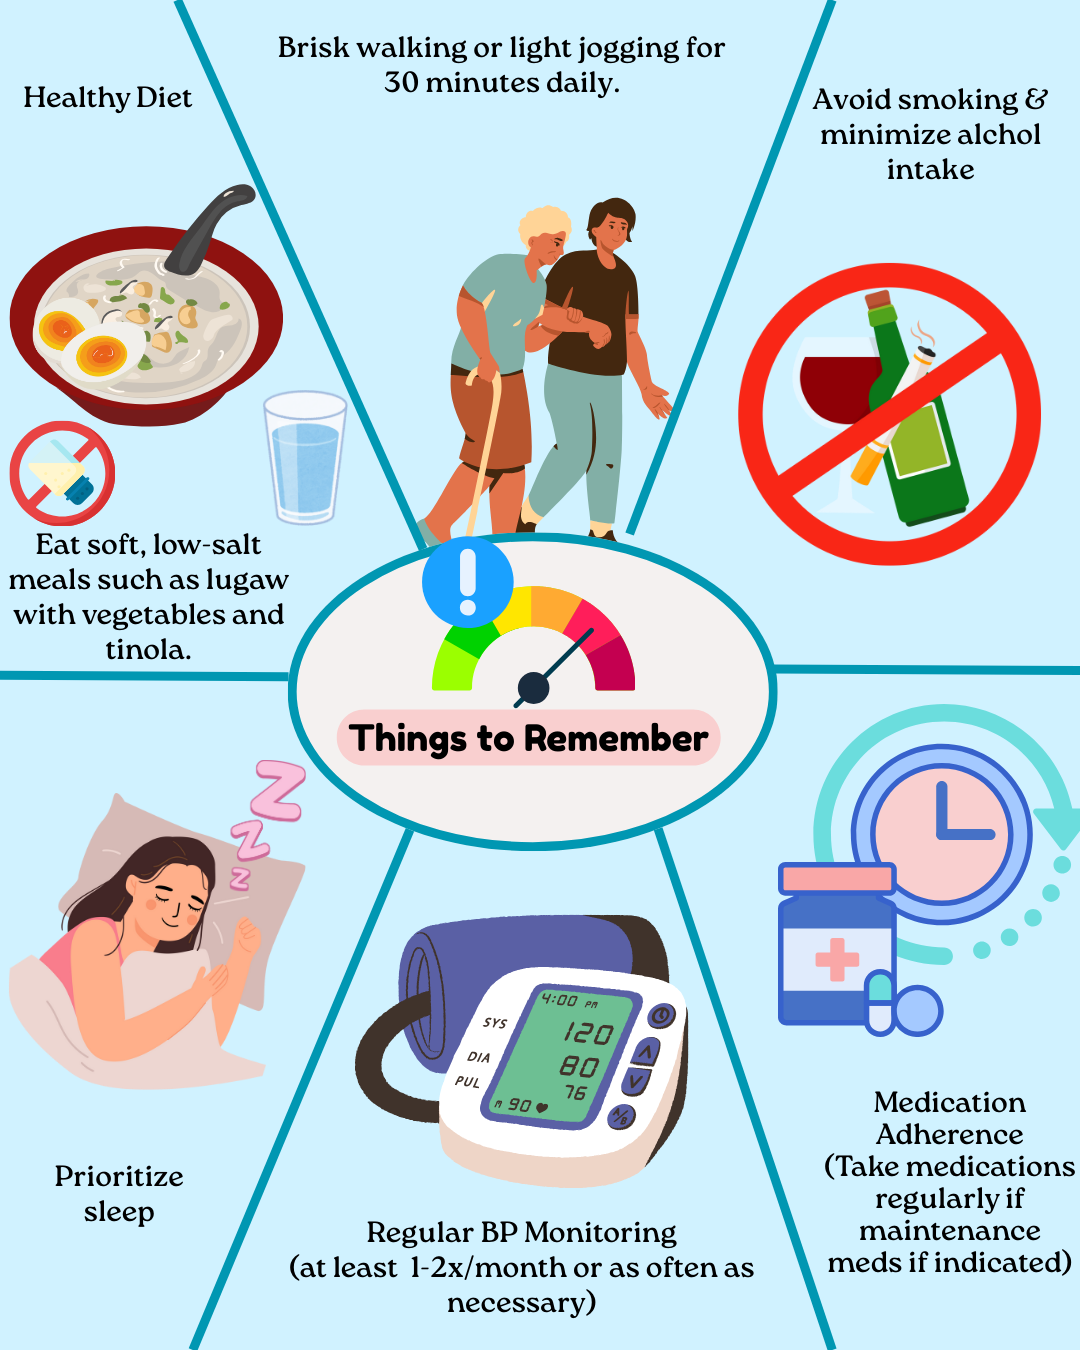 Healthy Diet
Brisk walking or light jogging for
30 minutes daily.
Avoid smoking &
minimize alchol
intake
Eat soft, low-salt
meals such as lugaw
with vegetables and
tinola.
Things to Remember
Prioritize
sleep
4:00 PM
SYS
120
DIA
80
PUL
76
M 90
A/B
Regular BP Monitoring
(at least 1-2x/month or as often as
necessary)
Medication
Adherence
(Take medications
regularly if
maintenance
meds if indicated)